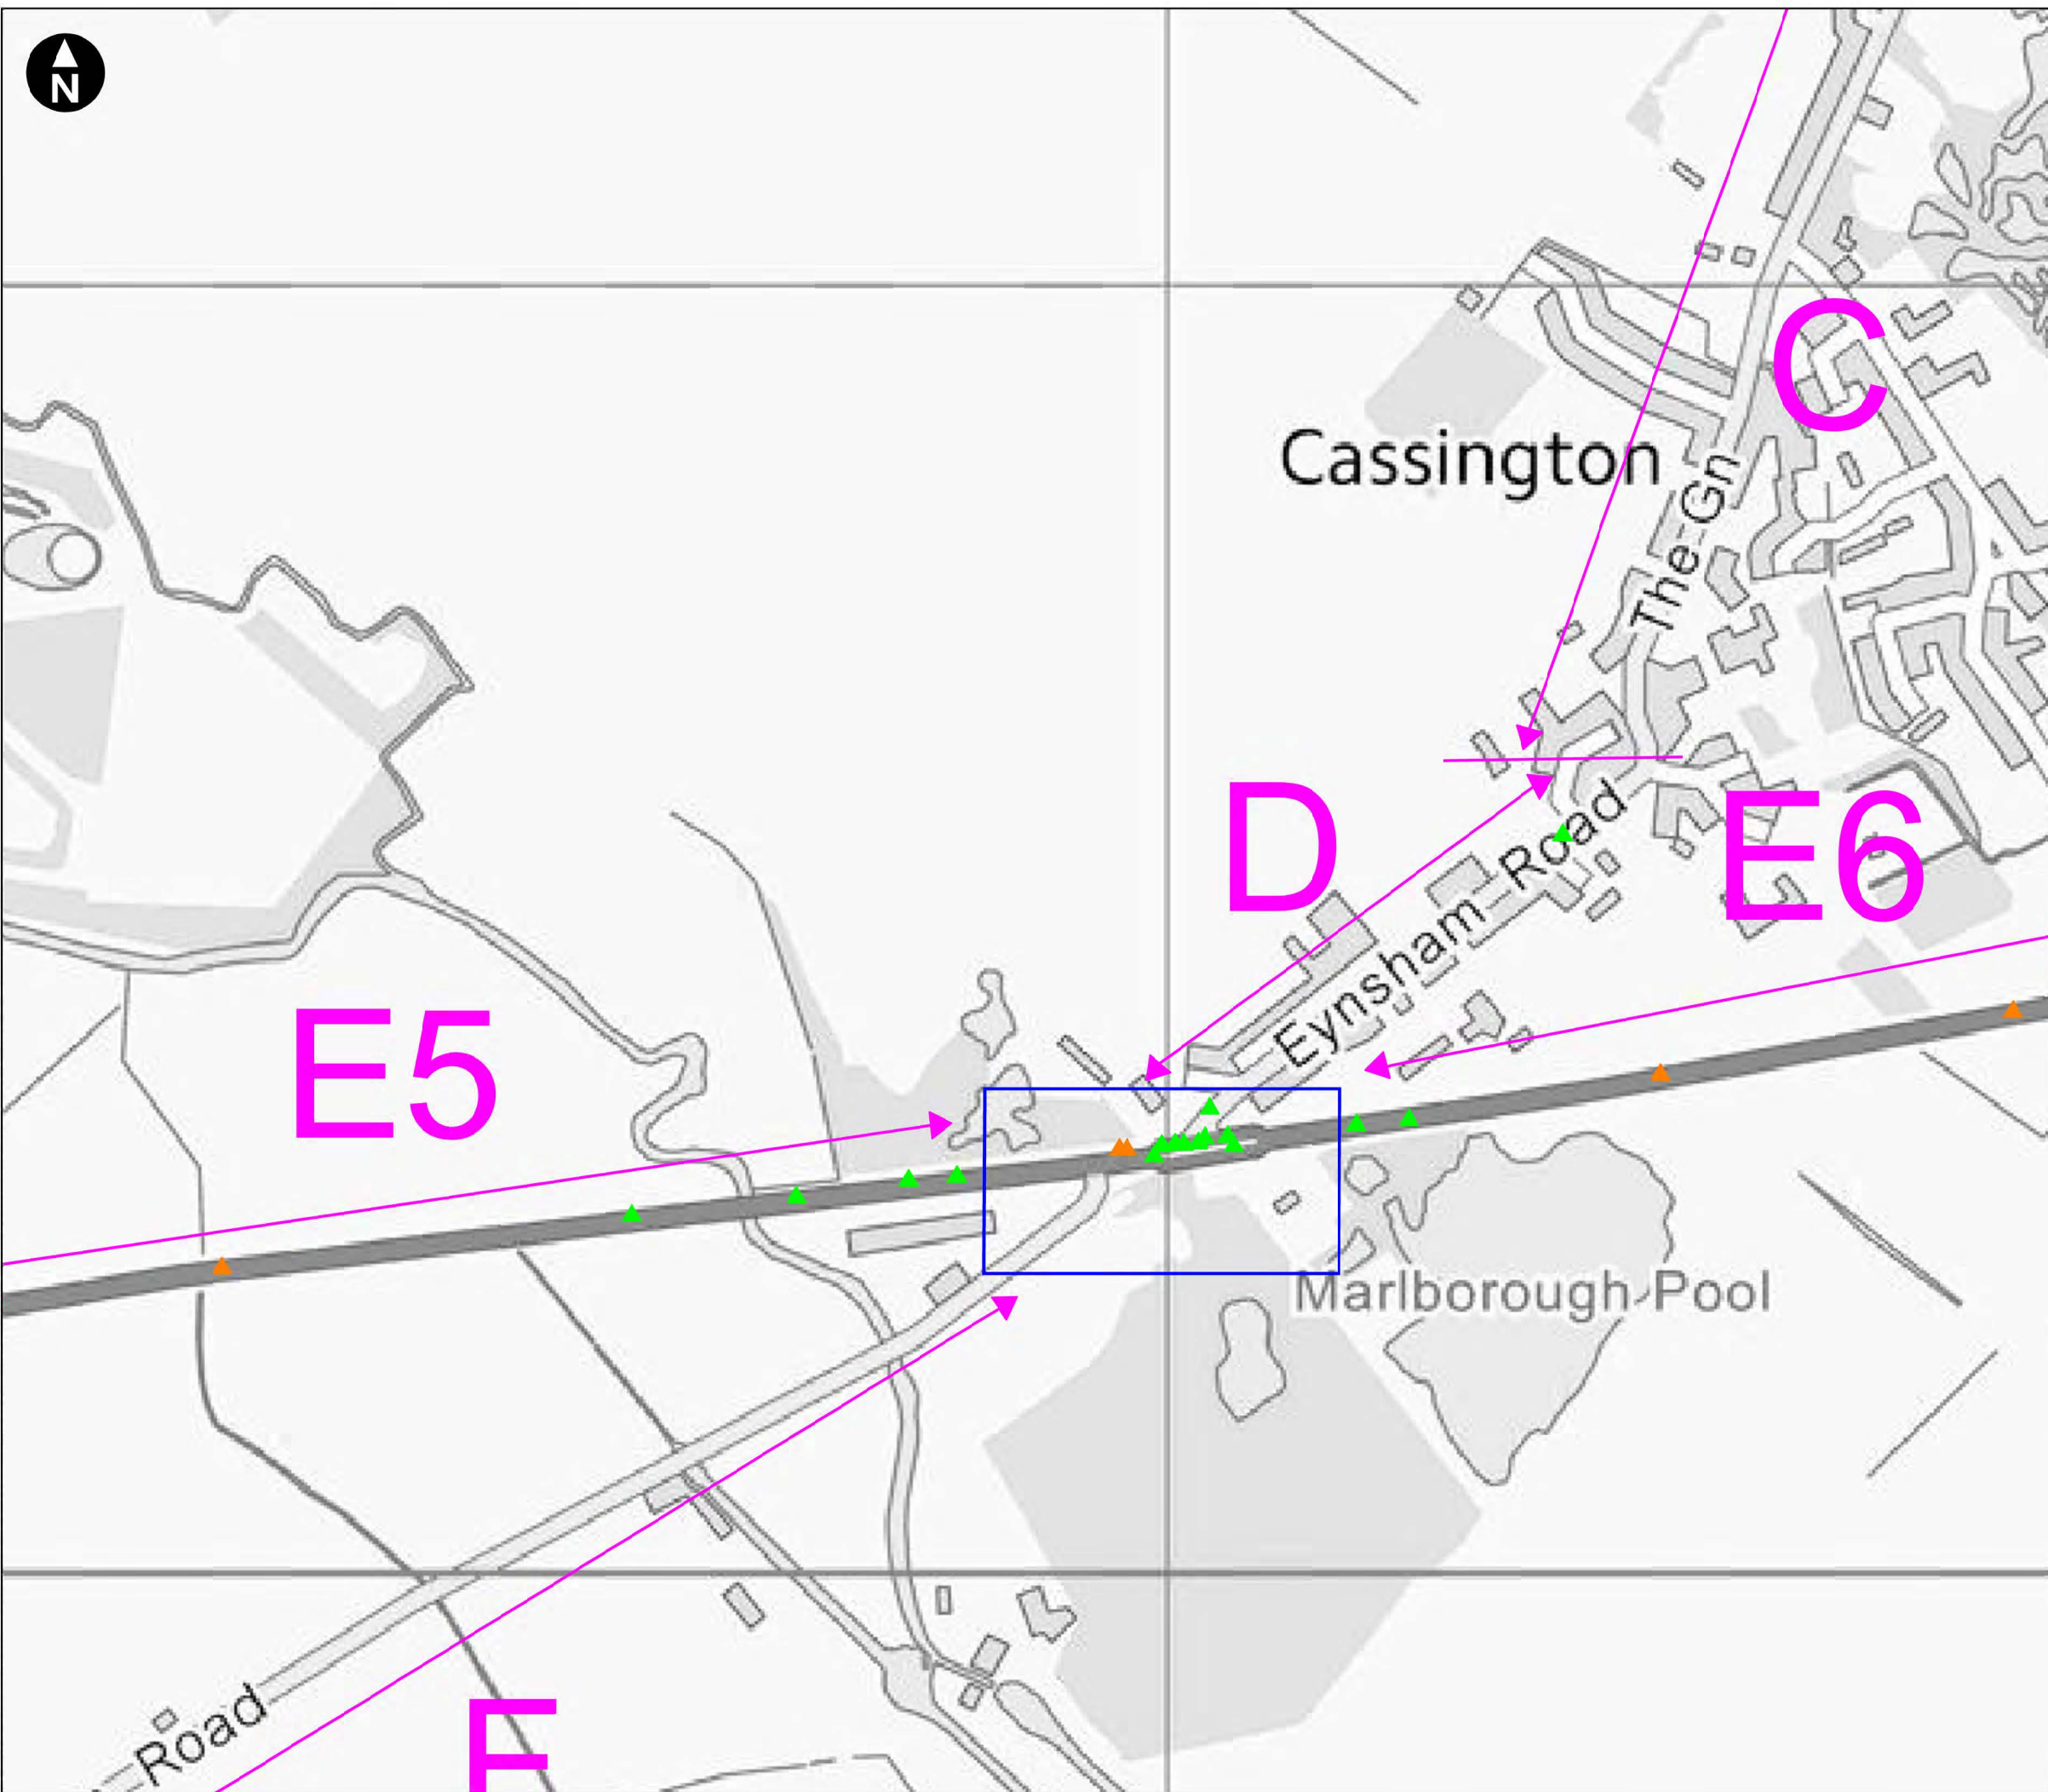 N
C
Cassington
The Gn
D
E6
Eynsham Road
E5
Marlborough Pool
Road